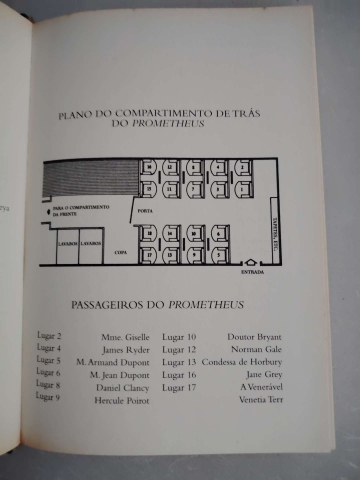 rya.
PLANO DO COMPARTIMENTO DE TRÁS
DO PROMETHEUS
PARA O COMPARTIMENTO
DA FRENTE
PORTA
LAVABOS LAVABOS
COPA
ENTRADA
PASSAGEIROS DO PROMETHEUS
Lugar 2 Mme. Giselle Lugar 10 Doutor Bryant
Lugar 4 James Ryder Lugar 12 Norman Gale
Lugar 5 M. Armand Dupont Lugar 13 Condessa de Horbury
Lugar 6 M. Jean Dupont Lugar 16 Jane Grey
Lugar 8 Daniel Clancy Lugar 17 A Venerável
Lugar 9 Hercule Poirot Venetia Terr